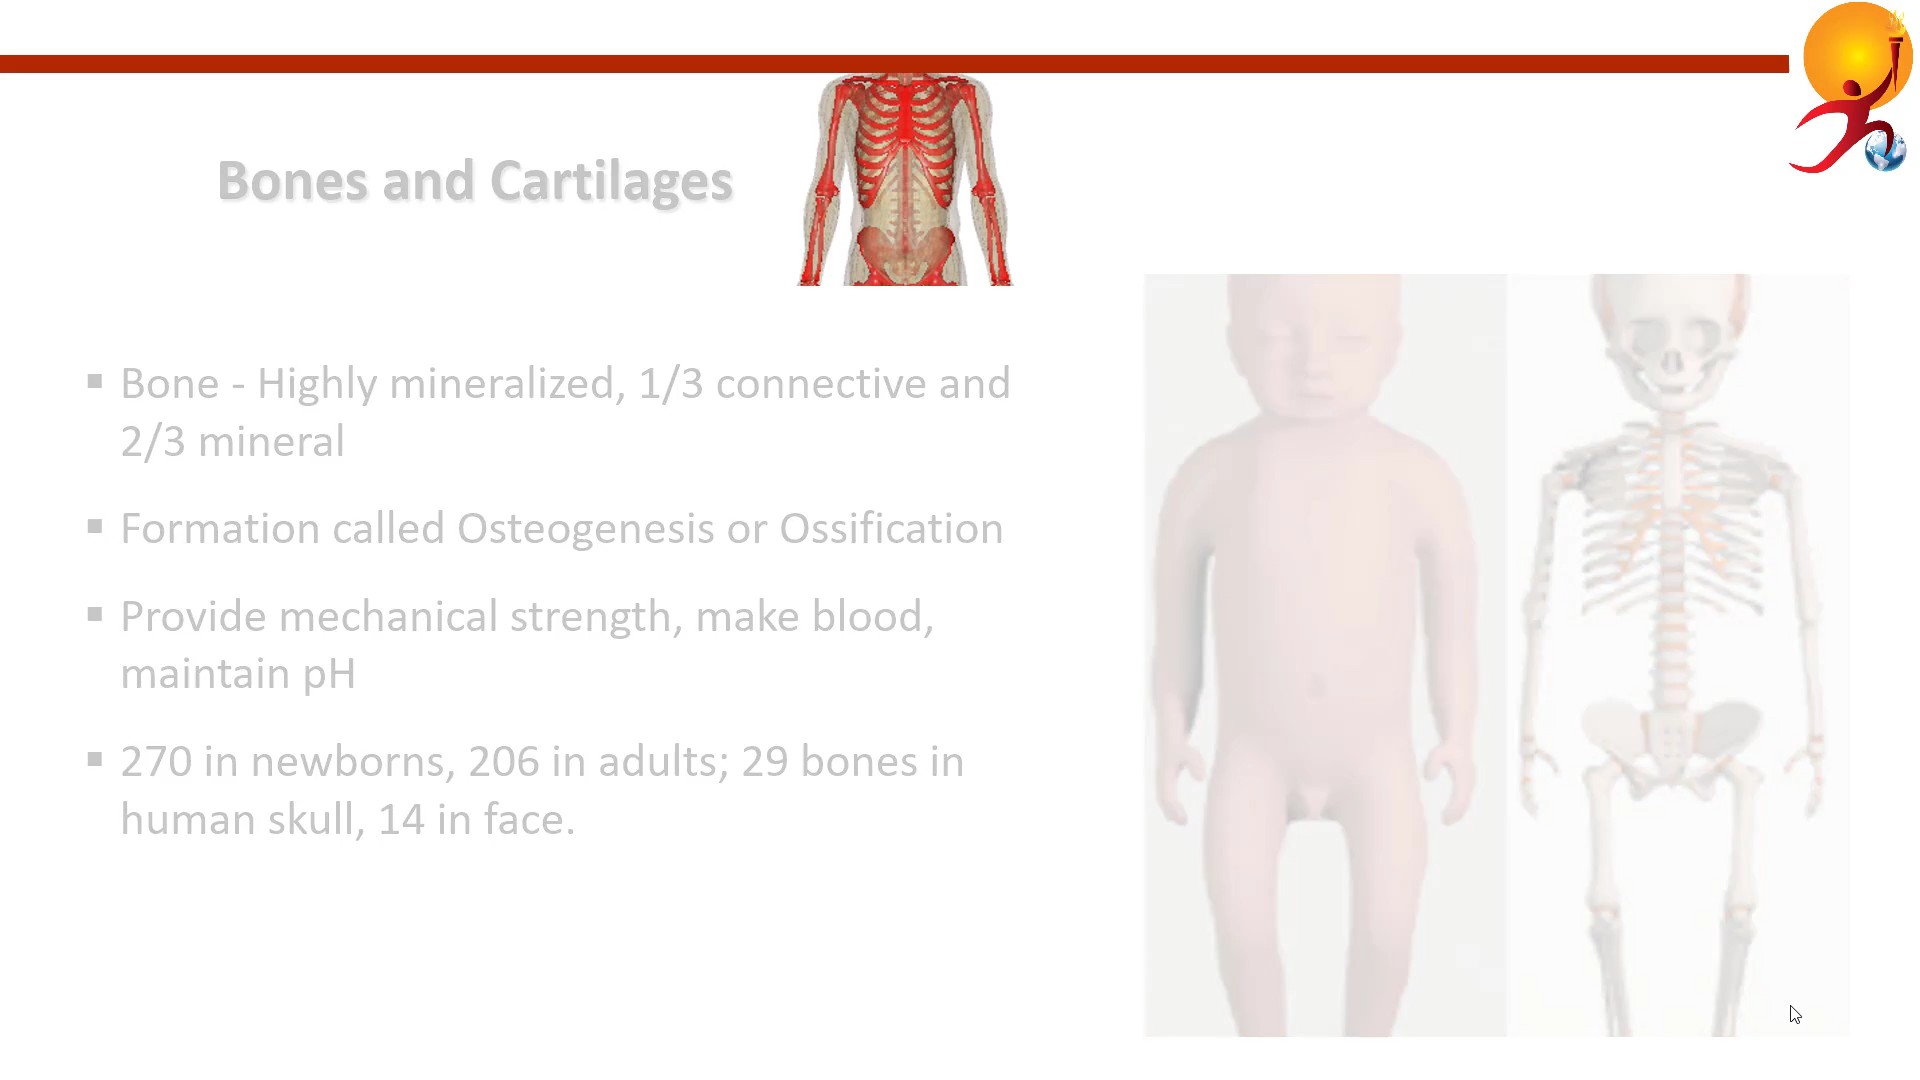 Bones and Cartilages
▪ Bone - Highly mineralized, 1/3 connective and
2/3 mineral
▪ Formation called Osteogenesis or Ossification
▪ Provide mechanical strength, make blood,
maintain pH
▪ 270 in newborns, 206 in adults; 29 bones in
human skull, 14 in face.